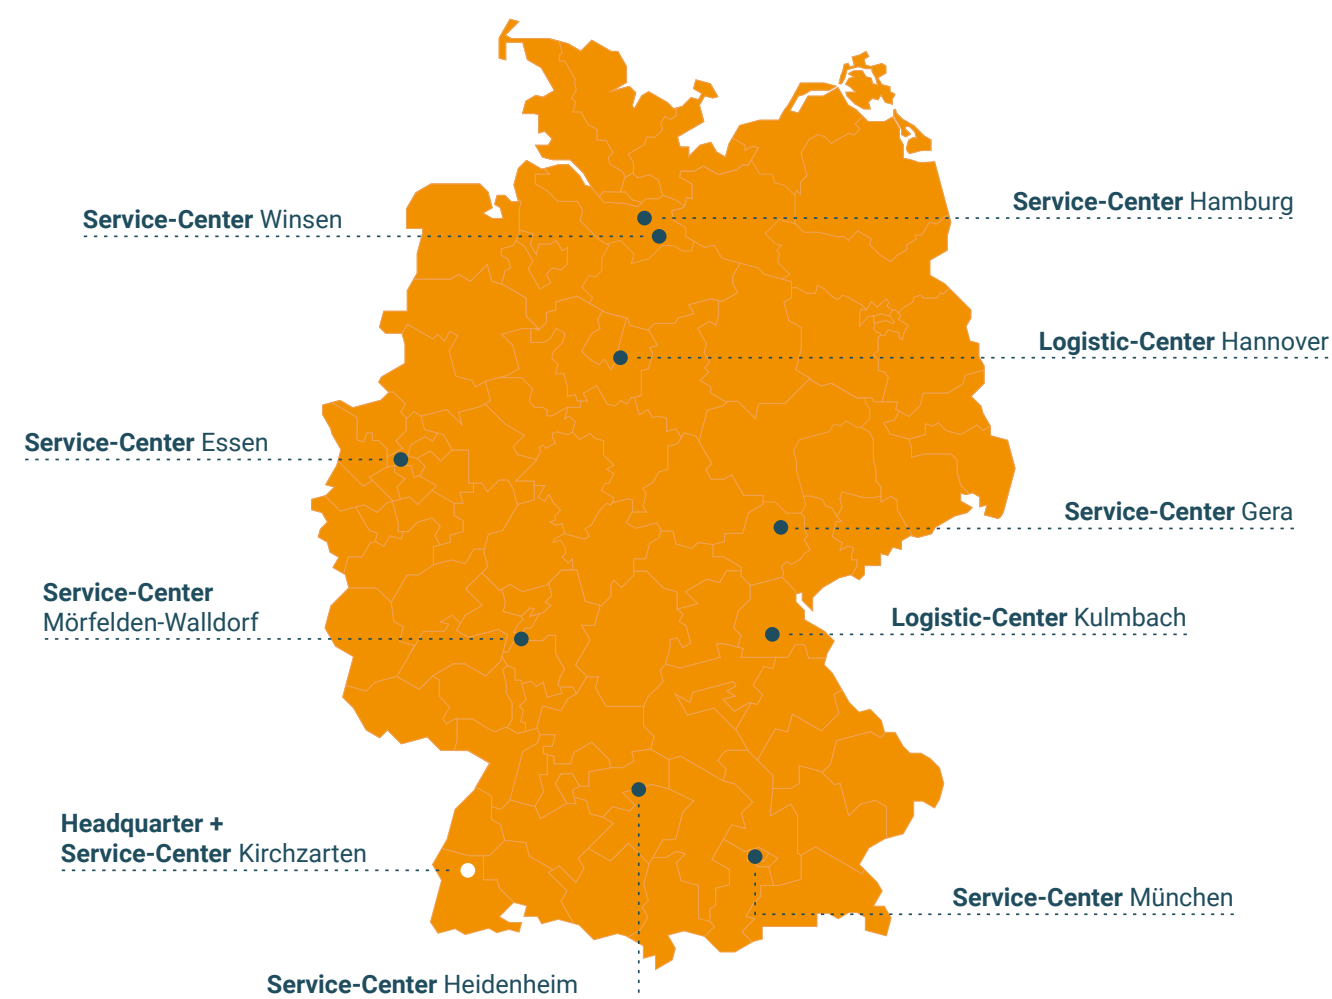 Service-Center Hamburg
Service-Center Winsen
Logistic-Center Hannover
Service-Center Essen
Service-Center Gera
Service-Center
Mörfelden-Walldorf
Logistic-Center Kulmbach
Headquarter +
Service-Center Kirchzarten
Service-Center München
Service-Center Heidenheim